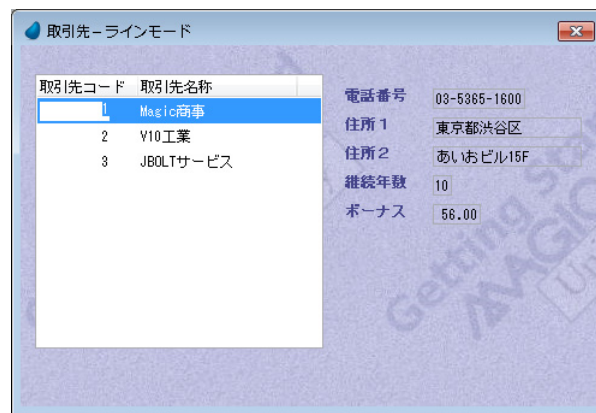 取引先－ラインモード
取引先コード 取引先名称
1 Magic商事
2 V10工業
3 JBOLTサービス
電話番号 03-5365-1600
住所1 東京都渋谷区
住所2 あいおビル15F
継続年数 10
ボーナス 56.00
Getting Star
MAGIC
Uni